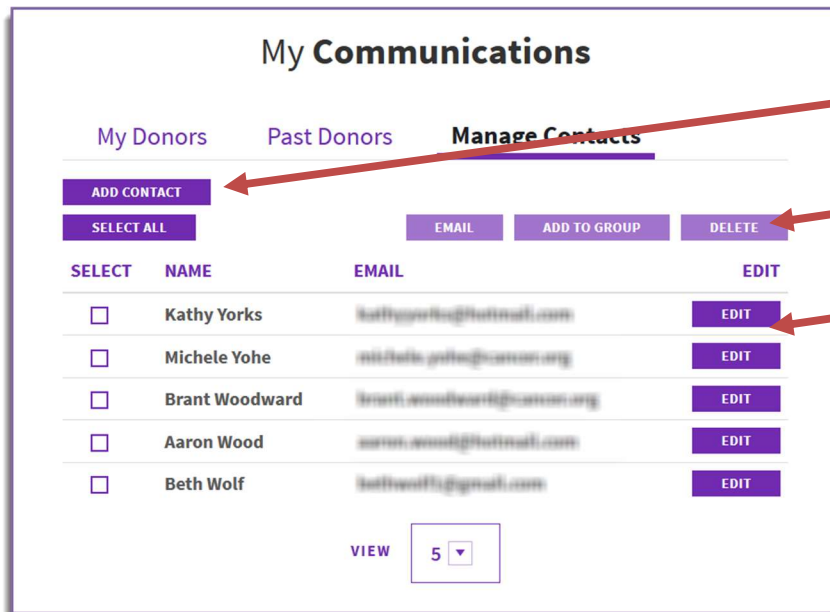 My Communications
My Donors Past Donors Manage Contacts
ADD CONTACT
SELECT ALL EMAIL ADD TO GROUP DELETE
SELECT NAME EMAIL EDIT
Kathy Yorks EDIT
Michele Yohe EDIT
Brant Woodward EDIT
Aaron Wood EDIT
Beth Wolf EDIT
VIEW 5